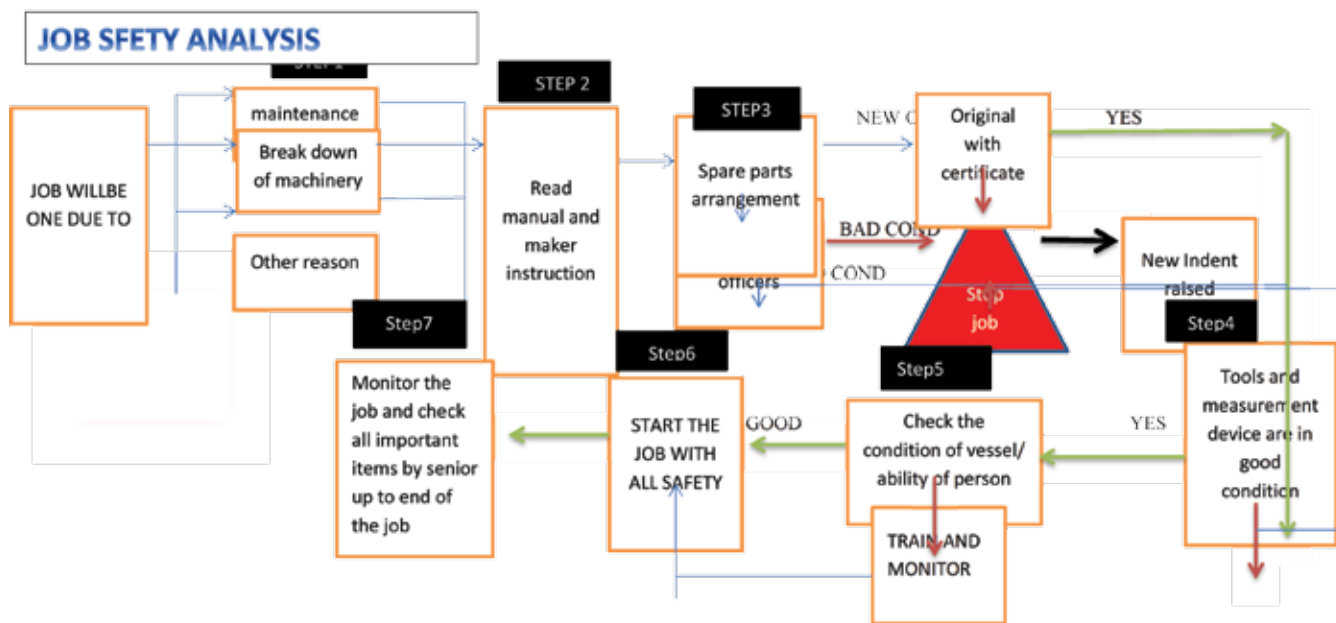 JOB SFETY ANALYSIS
STEP 1
maintenance
Break down
of machinery
Other reason
JOB WILLBE
ONE DUE TO
STEP 2
Read
manual and
maker
instruction
STEP3
Spare parts
arrangement
officers
NEW
Original
with
certificate
YES
BAD COND
COND
Stop
job
New Indent
raised
Step4
Tools and
measurement
device are in
good
condition
YES
Step5
Check the
condition of vessel/
ability of person
TRAIN AND
MONITOR
GOOD
Step6
START THE
JOB WITH
ALL SAFETY
Step7
Monitor the
job and check
all important
items by senior
up to end of
the job